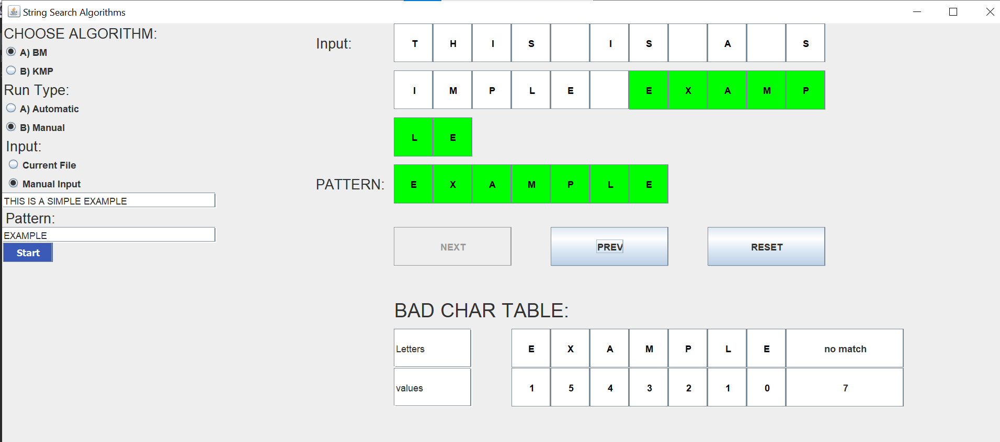 String Search Algorithms
CHOOSE ALGORITHM:
A) BM
B) KMP
Run Type:
A) Automatic
B) Manual
Input:
Current File
Manual Input
THIS IS A SIMPLE EXAMPLE
Pattern:
EXAMPLE
Start
Input: T H I S I S A S
I M P L E E X A M P
L E
PATTERN: E X A M P L E
NEXT PREV RESET
BAD CHAR TABLE:
Letters E X A M P L E no match
values 1 5 4 3 2 1 0 7